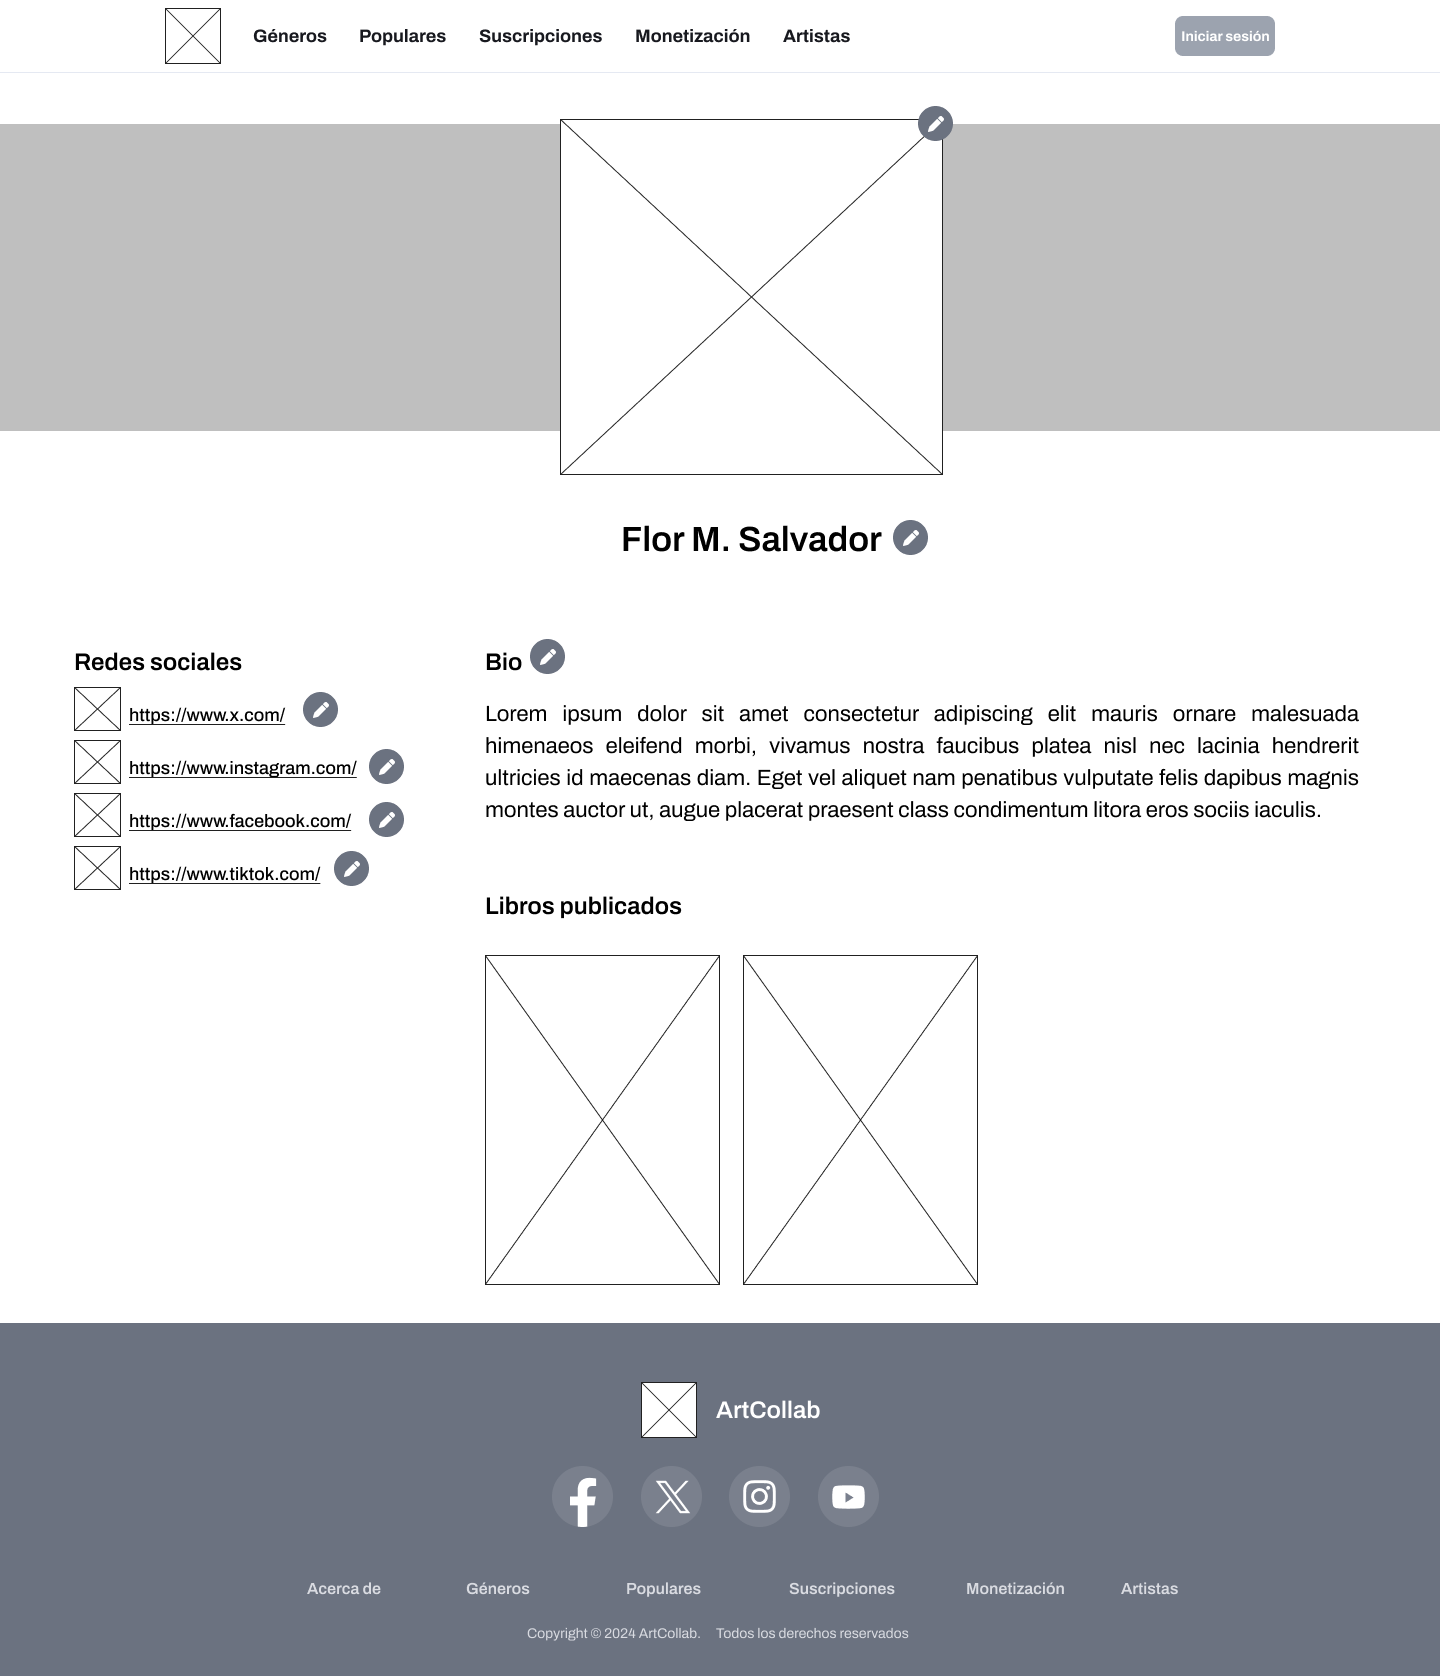 Géneros Populares Suscripciones Monetización Artistas Iniciar sesión
Flor M. Salvador
Redes sociales
https://www.x.com/
https://www.instagram.com/
https://www.facebook.com/
https://www.tiktok.com/
Bio
Lorem ipsum dolor sit amet consectetur adipiscing elit mauris ornare malesuada
himenaeos eleifend morbi, vivamus nostra faucibus platea nisl nec lacinia hendrerit
ultricies id maecenas diam. Eget vel aliquet nam penatibus vulputate felis dapibus magnis
montes auctor ut, augue placerat praesent class condimentum litora eros sociis iaculis.
Libros publicados
ArtCollab
Acerca de Géneros Populares Suscripciones Monetización Artistas
Copyright © 2024 ArtCollab. Todos los derechos reservados